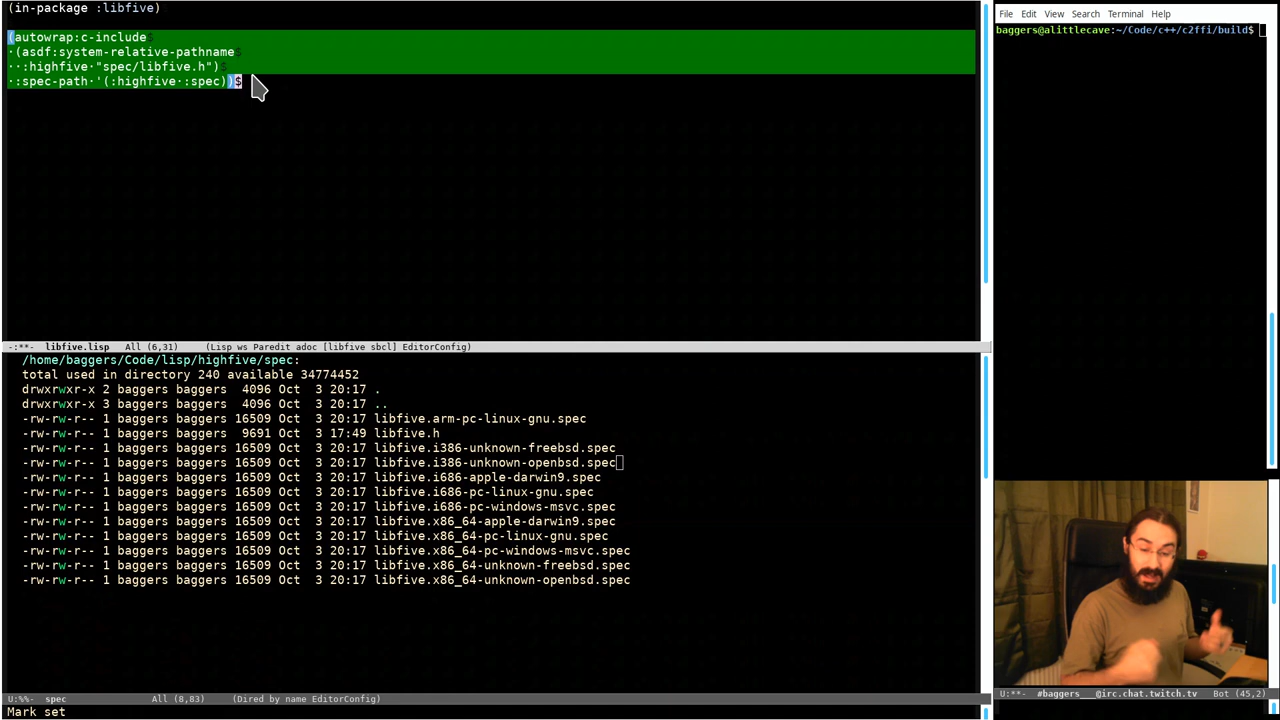 (in-package :libfive)
(autowrap:c-include$
·(asdf:system-relative-pathname$
··:highfive·"spec/libfive.h")$
·:spec-path·'(:highfive·:spec))$
-:**-  libfive.lisp   All (6,31)     (Lisp ws Paredit adoc [libfive sbcl] EditorConfig)
/home/baggers/Code/lisp/highfive/spec:
total used in directory 240 available 34774452
drwxrwxr-x 2 baggers baggers  4096 Oct  3 20:17 .
drwxrwxr-x 3 baggers baggers  4096 Oct  3 20:17 ..
-rw-rw-r-- 1 baggers baggers 16509 Oct  3 20:17 libfive.arm-pc-linux-gnu.spec
-rw-rw-r-- 1 baggers baggers  9691 Oct  3 17:49 libfive.h
-rw-rw-r-- 1 baggers baggers 16509 Oct  3 20:17 libfive.i386-unknown-freebsd.spec
-rw-rw-r-- 1 baggers baggers 16509 Oct  3 20:17 libfive.i386-unknown-openbsd.spec
-rw-rw-r-- 1 baggers baggers 16509 Oct  3 20:17 libfive.i686-apple-darwin9.spec
-rw-rw-r-- 1 baggers baggers 16509 Oct  3 20:17 libfive.i686-pc-linux-gnu.spec
-rw-rw-r-- 1 baggers baggers 16509 Oct  3 20:17 libfive.i686-pc-windows-msvc.spec
-rw-rw-r-- 1 baggers baggers 16509 Oct  3 20:17 libfive.x86_64-apple-darwin9.spec
-rw-rw-r-- 1 baggers baggers 16509 Oct  3 20:17 libfive.x86_64-pc-linux-gnu.spec
-rw-rw-r-- 1 baggers baggers 16509 Oct  3 20:17 libfive.x86_64-pc-windows-msvc.spec
-rw-rw-r-- 1 baggers baggers 16509 Oct  3 20:17 libfive.x86_64-unknown-freebsd.spec
-rw-rw-r-- 1 baggers baggers 16509 Oct  3 20:17 libfive.x86_64-unknown-openbsd.spec
U:%%-  spec            All (8,83)     (Dired by name EditorConfig)
Mark set
File  Edit  View  Search  Terminal  Help
baggers@alittlecave:~/Code/c++/c2ffi/build$
U:**-  #baggers___@irc.chat.twitch.tv   Bot (45,2)